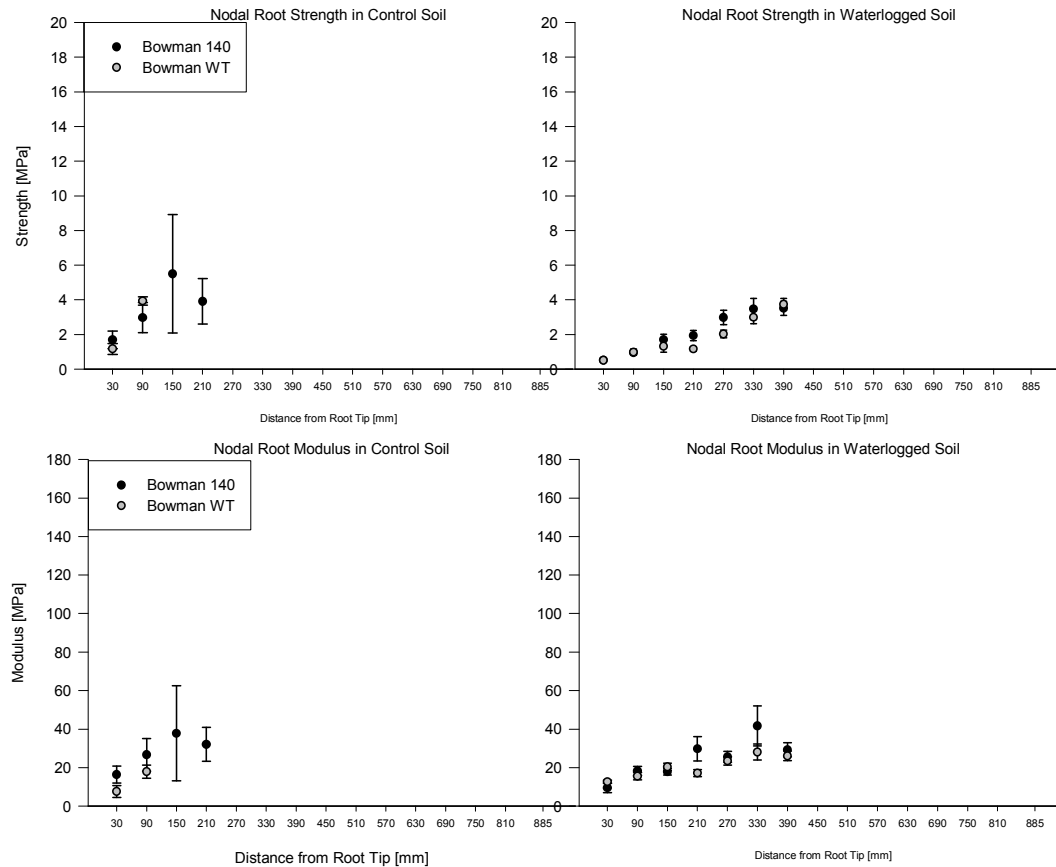 Nodal Root Strength in Control Soil
Bowman 140
Bowman WT
Strength [MPa]
20
18
16
14
12
10
8
6
4
2
0
30 90 150 210 270 330 390 450 510 570 630 690 750 810 885
Distance from Root Tip [mm]
Nodal Root Strength in Waterlogged Soil
20
18
16
14
12
10
8
6
4
2
0
30 90 150 210 270 330 390 450 510 570 630 690 750 810 885
Distance from Root Tip [mm]
Nodal Root Modulus in Control Soil
Bowman 140
Bowman WT
Modulus [MPa]
180
160
140
120
100
80
60
40
20
0
30 90 150 210 270 330 390 450 510 570 630 690 750 810 885
Distance from Root Tip [mm]
Nodal Root Modulus in Waterlogged Soil
180
160
140
120
100
80
60
40
20
0
30 90 150 210 270 330 390 450 510 570 630 690 750 810 885
Distance from Root Tip [mm]